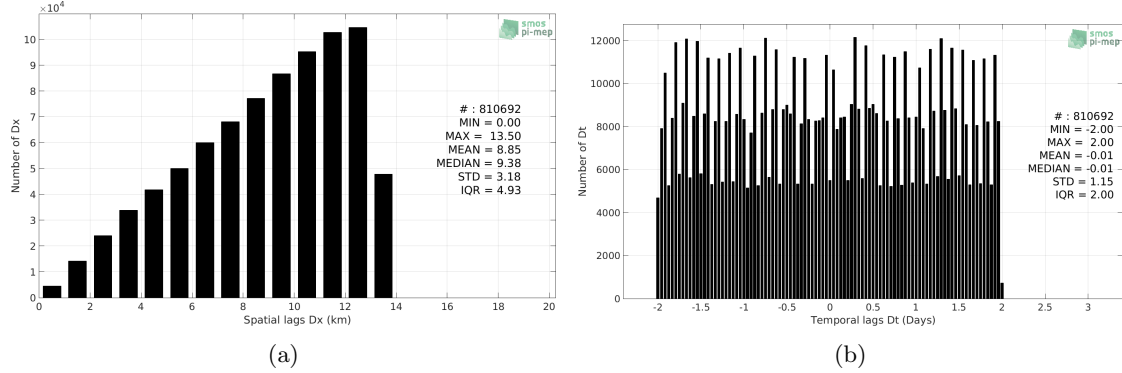 ×10⁴
10
9
8
7
6
5
4
3
2
1
0
Number of Dx
0 2 4 6 8 10 12 14 16 18 20
Spatial lags Dx (km)
smos
pi-mep
# : 810692
MIN = 0.00
MAX = 13.50
MEAN = 8.85
MEDIAN = 9.38
STD = 3.18
IQR = 4.93
(a)
12000
10000
8000
6000
4000
2000
0
Number of Dt
-2 -1.5 -1 -0.5 0 0.5 1 1.5 2 2.5 3
Temporal lags Dt (Days)
smos
pi-mep
# : 810692
MIN = -2.00
MAX = 2.00
MEAN = -0.01
MEDIAN = -0.01
STD = 1.15
IQR = 2.00
(b)